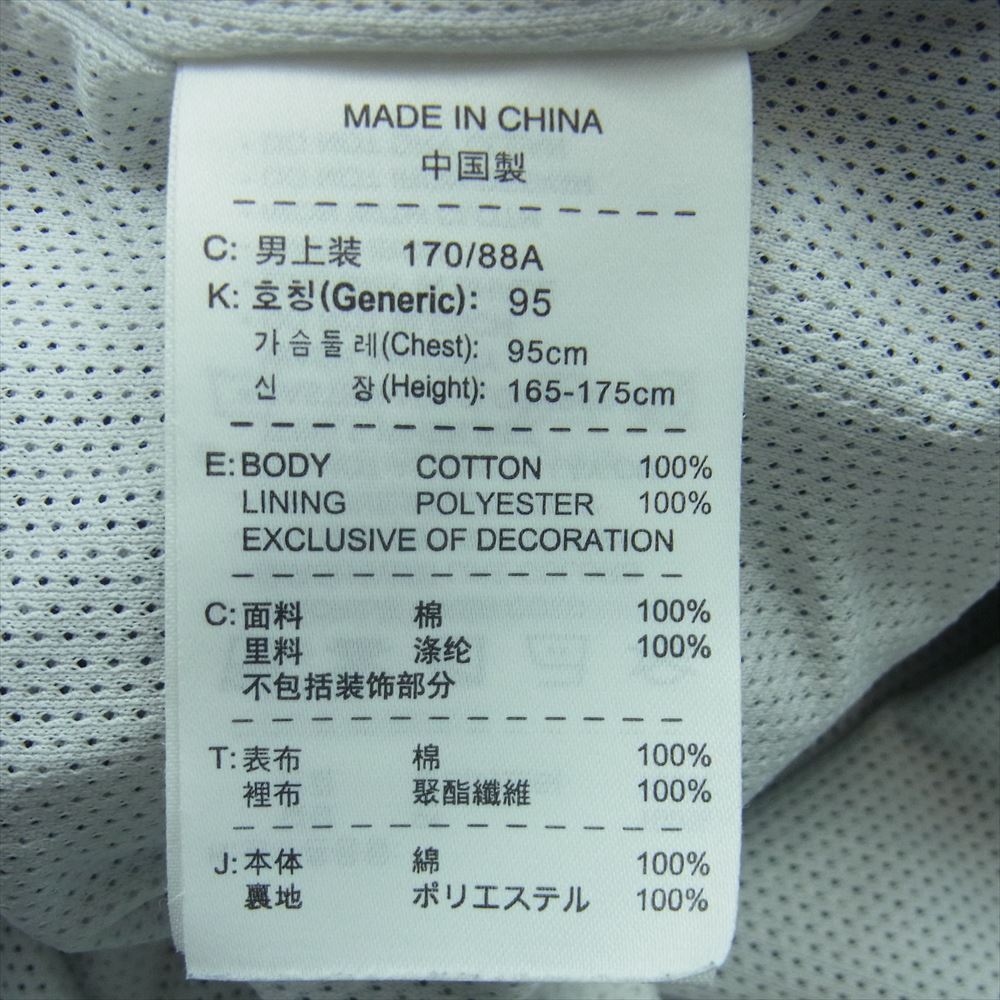 MADE IN CHINA
中国製
C: 男上装 170/88A
K: 호칭(Generic): 95
가슴둘레(Chest): 95cm
신 장(Height): 165-175cm
E: BODY COTTON 100%
LINING POLYESTER 100%
EXCLUSIVE OF DECORATION
C: 面料 棉 100%
里料 涤纶 100%
不包括装饰部分
T: 表布 棉 100%
裡布 聚酯纖維 100%
J: 本体 綿 100%
裏地 ポリエステル 100%